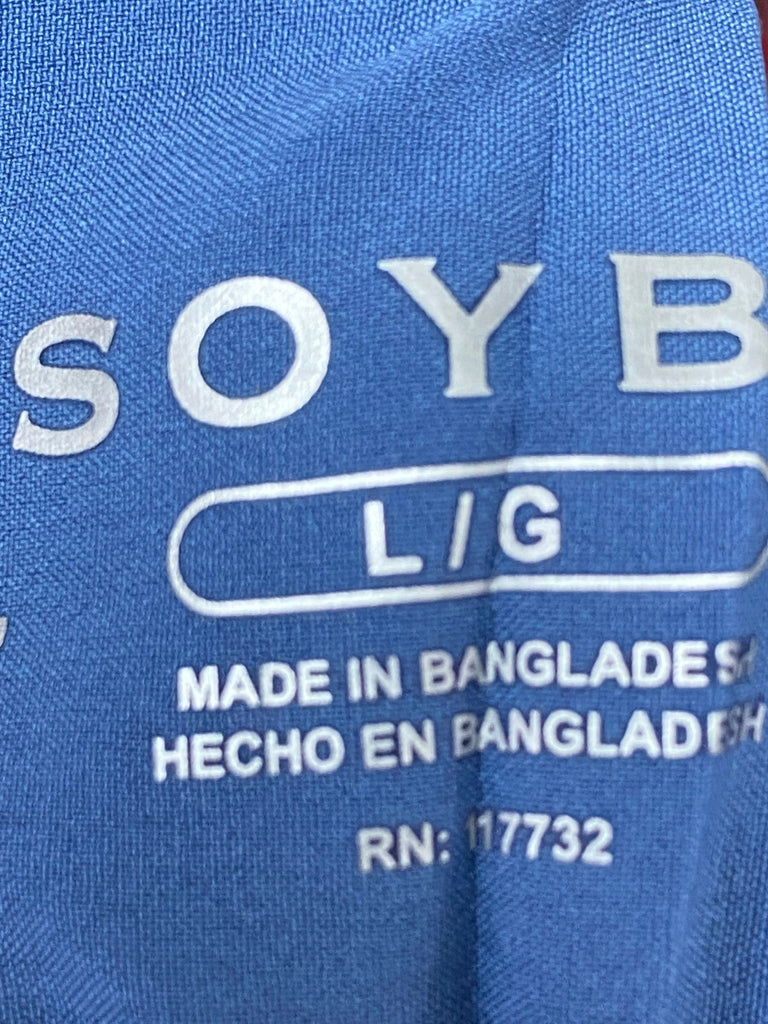 SOYB
L/G
MADE IN BANGLADESH
HECHO EN BANGLADESH
RN: 117732